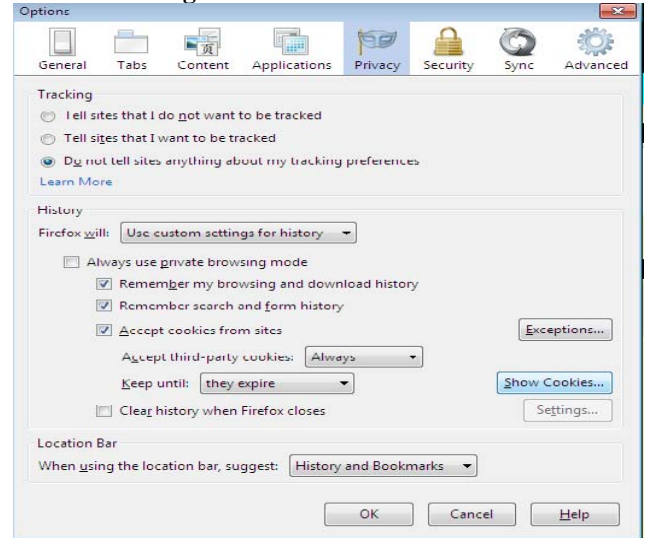 Options
General Tabs Content Applications Privacy Security Sync Advanced
Tracking
Tell sites that I do not want to be tracked
Tell sites that I want to be tracked
Do not tell sites anything about my tracking preferences
Learn More
History
Firefox will: Use custom settings for history
Always use private browsing mode
Remember my browsing and download history
Remember search and form history
Accept cookies from sites Exceptions...
Accept third-party cookies: Always
Keep until: they expire Show Cookies...
Clear history when Firefox closes Settings...
Location Bar
When using the location bar, suggest: History and Bookmarks
OK Cancel Help